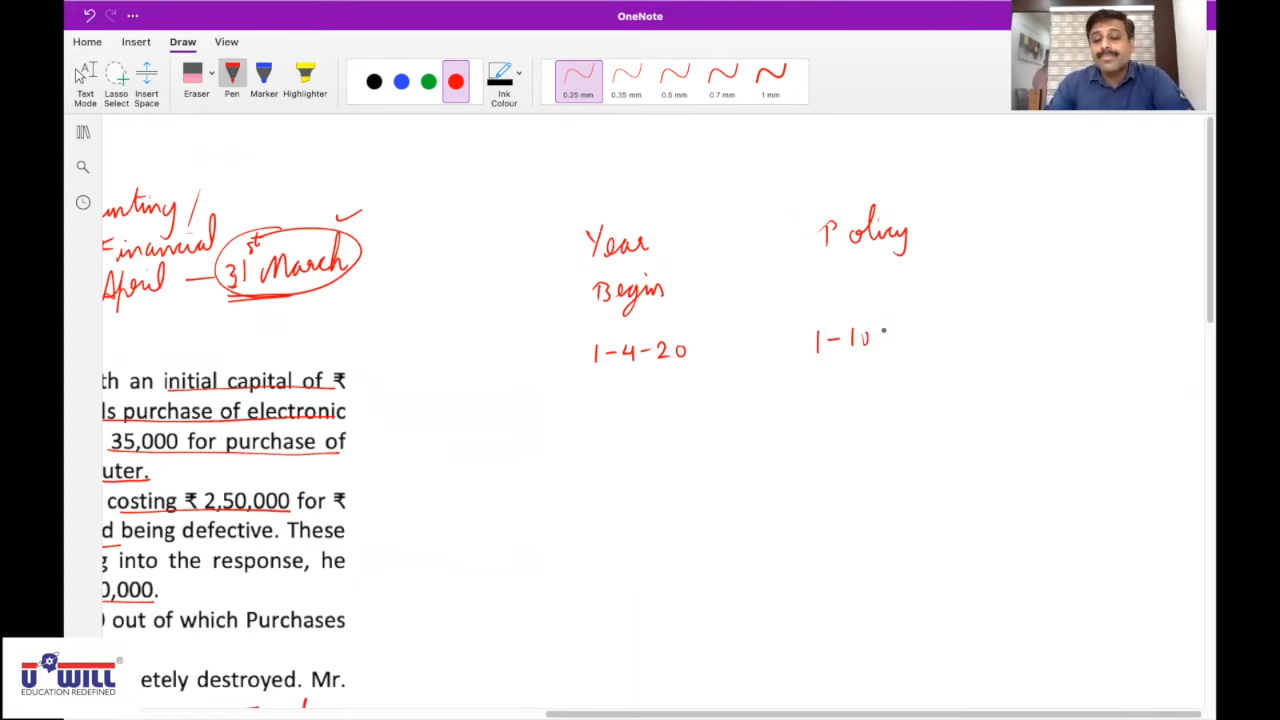 OneNote
Home Insert Draw View
Text Mode
Lasso Select
Insert Space
Eraser
Pen
Marker
Highlighter
Ink Colour
0.25 mm
0.35 mm
0.5 mm
0.7 mm
1 mm
unting /
Financial
April — 31st March
Year Policy
Begin
1-4-20 1-10
th an initial capital of ₹
ls purchase of electronic
35,000 for purchase of
uter.
costing ₹ 2,50,000 for ₹
d being defective. These
g into the response, he
0,000.
out of which Purchases
etely destroyed. Mr.
U WILL
EDUCATION REDEFINED